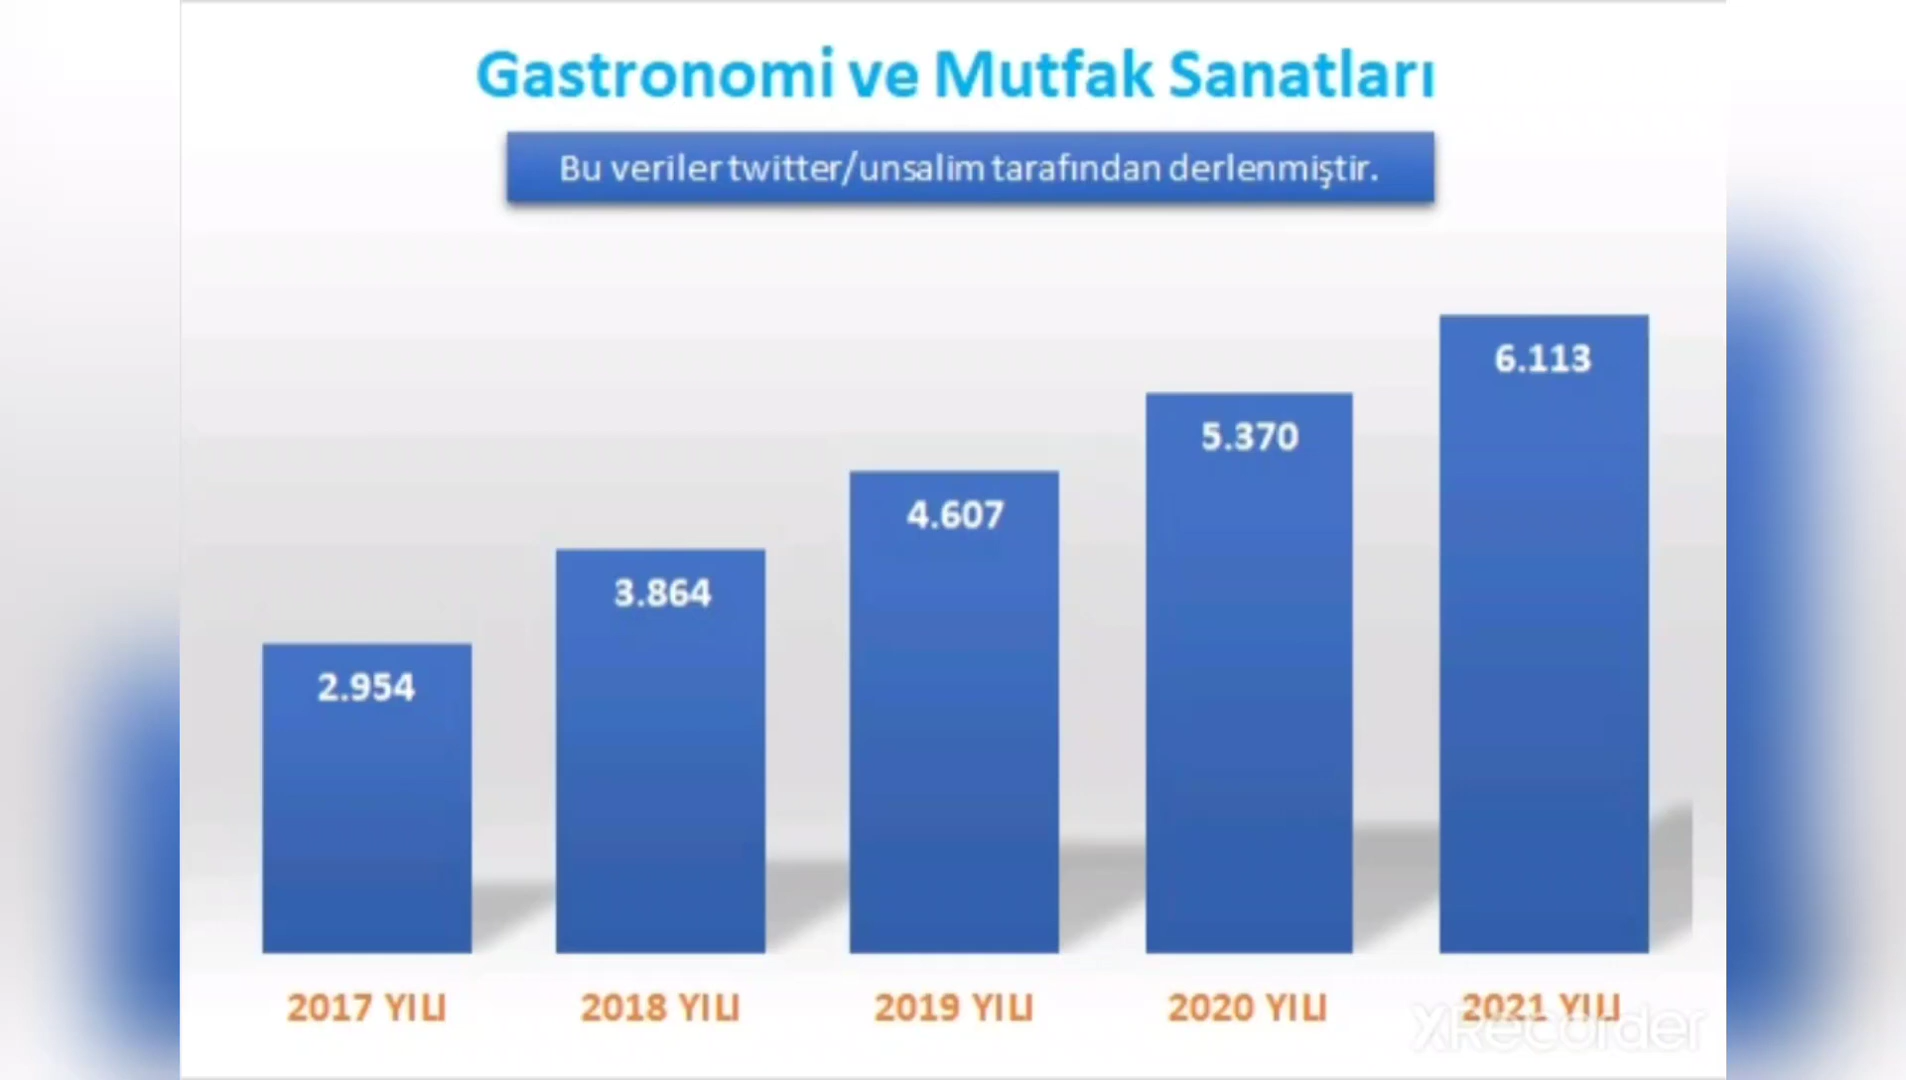 Gastronomi ve Mutfak Sanatları
Bu veriler twitter/unsalim tarafından derlenmiştir.
2.954
3.864
4.607
5.370
6.113
2017 YILI
2018 YILI
2019 YILI
2020 YILI
2021 YILI
XRecorder